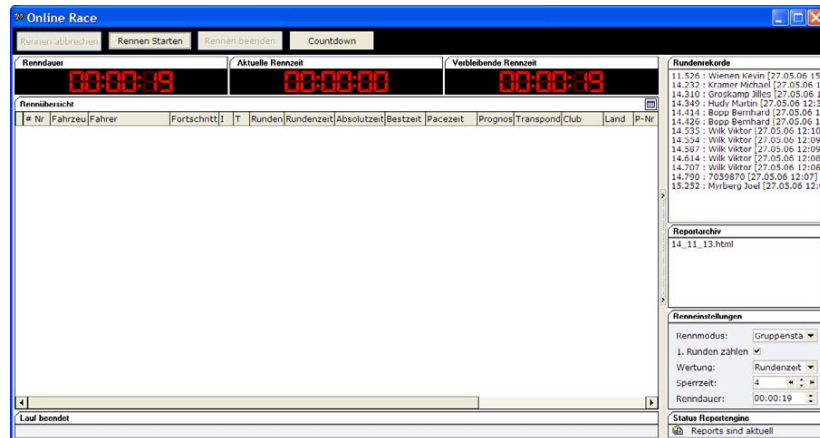 Online Race
Rennen abbrechen Rennen Starten Rennen beenden Countdown
Renndauer Aktuelle Rennzeit Verbleibende Rennzeit
00:00:19 00:00:00 00:00:19
Rennübersicht
# Nr Fahrzeu Fahrer Fortschritt I T Runden Rundenzeit Absolutzeit Bestzeit Pacezeit Prognos Transpond Club Land P-Nr
Lauf beendet
Rundenrekorde
11.526 : Wienen Kevin [27.05.06 15
14.232 : Kramer Michael [27.05.06 1
14.310 : Groskamp Jilles [27.05.06 1
14.349 : Hudy Martin [27.05.06 12:3
14.414 : Bopp Bernhard [27.05.06 1
14.426 : Bopp Bernhard [27.05.06 1
14.535 : Wilk Viktor [27.05.06 12:10
14.554 : Wilk Viktor [27.05.06 12:09
14.587 : Wilk Viktor [27.05.06 12:09
14.614 : Wilk Viktor [27.05.06 12:08
14.707 : Wilk Viktor [27.05.06 12:08
14.790 : 7059870 [27.05.06 12:07]
15.252 : Myrberg Joel [27.05.06 12:
Reportarchiv
14_11_13.html
Renneinstellungen
Rennmodus: Gruppensta
1. Runden zählen
Wertung: Rundenzeit
Sperrzeit: 4
Renndauer: 00:00:19
Status Reportengine
Reports sind aktuell